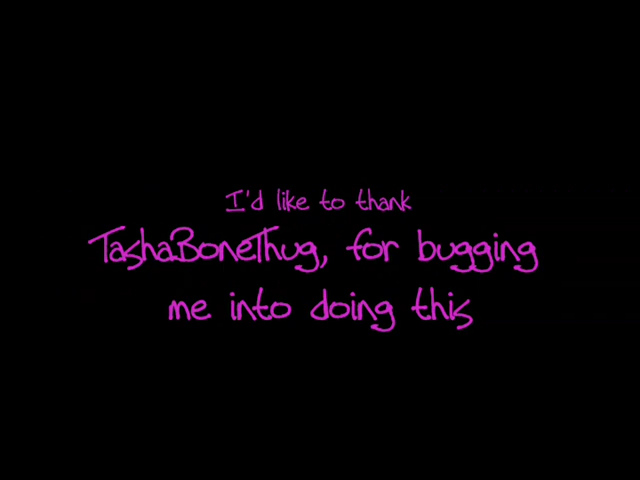 I'd like to thank
TashaBoneThug, for bugging
me into doing this